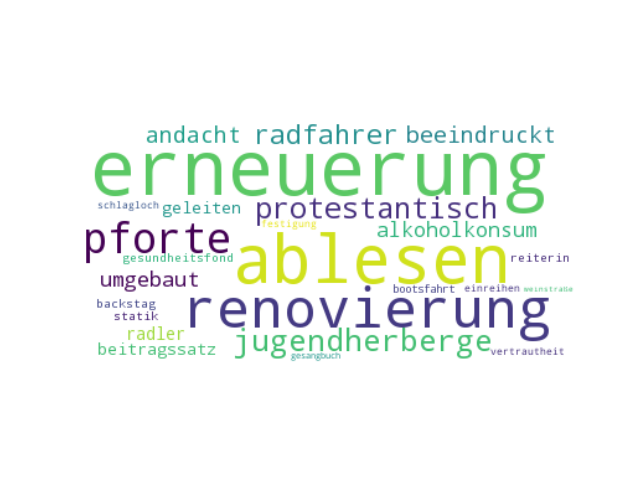 andacht radfahrer beeindruckt
erneuerung
schlagloch geleiten protestantisch
festigung
pforte alkoholkonsum
gesundheitsfond ablesen reiterin
umgebaut
bootsfahrt einreihen weinstraße
backstag renovierung
statik
radler jugendherberge
beitragssatz gesangbuch vertrautheit